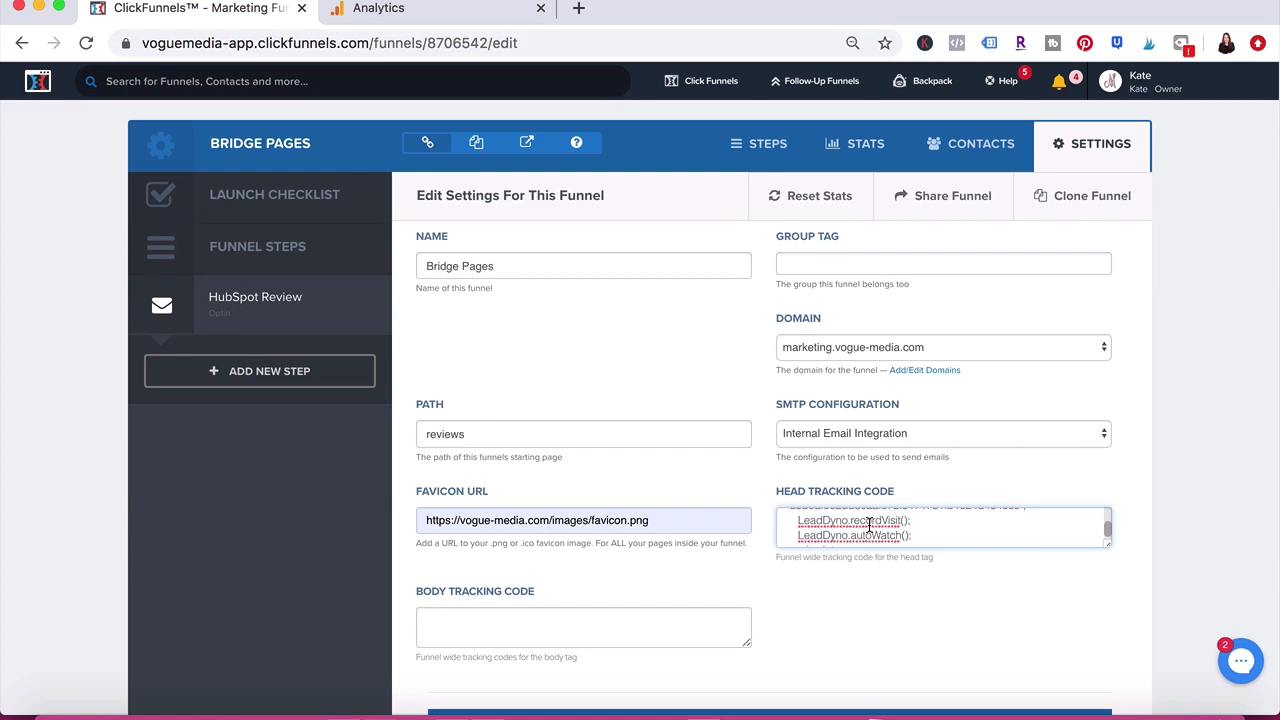 ClickFunnels™ - Marketing Fun
Analytics
voguemedia-app.clickfunnels.com/funnels/8706542/edit
Search for Funnels, Contacts and more...
Click Funnels
Follow-Up Funnels
Backpack
Help
5
4
Kate
Kate Owner
BRIDGE PAGES
STEPS
STATS
CONTACTS
SETTINGS
LAUNCH CHECKLIST
FUNNEL STEPS
HubSpot Review
Optin
ADD NEW STEP
Edit Settings For This Funnel
Reset Stats
Share Funnel
Clone Funnel
NAME
Bridge Pages
Name of this funnel
GROUP TAG
The group this funnel belongs too
DOMAIN
marketing.vogue-media.com
The domain for the funnel — Add/Edit Domains
PATH
reviews
The path of this funnels starting page
SMTP CONFIGURATION
Internal Email Integration
The configuration to be used to send emails
FAVICON URL
https://vogue-media.com/images/favicon.png
Add a URL to your .png or .ico favicon image. For ALL your pages inside your funnel.
HEAD TRACKING CODE
LeadDyno.recordVisit();
LeadDyno.autoWatch();
Funnel wide tracking code for the head tag
BODY TRACKING CODE
Funnel wide tracking codes for the body tag
2